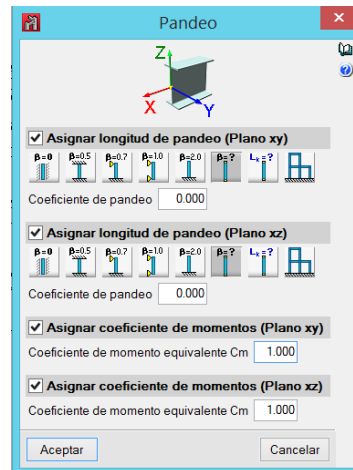 Pandeo
Z
X
Y
Asignar longitud de pandeo (Plano xy)
β=0 β=0.5 β=0.7 β=1.0 β=2.0 β=? Lk=?
Coeficiente de pandeo 0.000
Asignar longitud de pandeo (Plano xz)
β=0 β=0.5 β=0.7 β=1.0 β=2.0 β=? Lk=?
Coeficiente de pandeo 0.000
Asignar coeficiente de momentos (Plano xy)
Coeficiente de momento equivalente Cm 1.000
Asignar coeficiente de momentos (Plano xz)
Coeficiente de momento equivalente Cm 1.000
Aceptar Cancelar